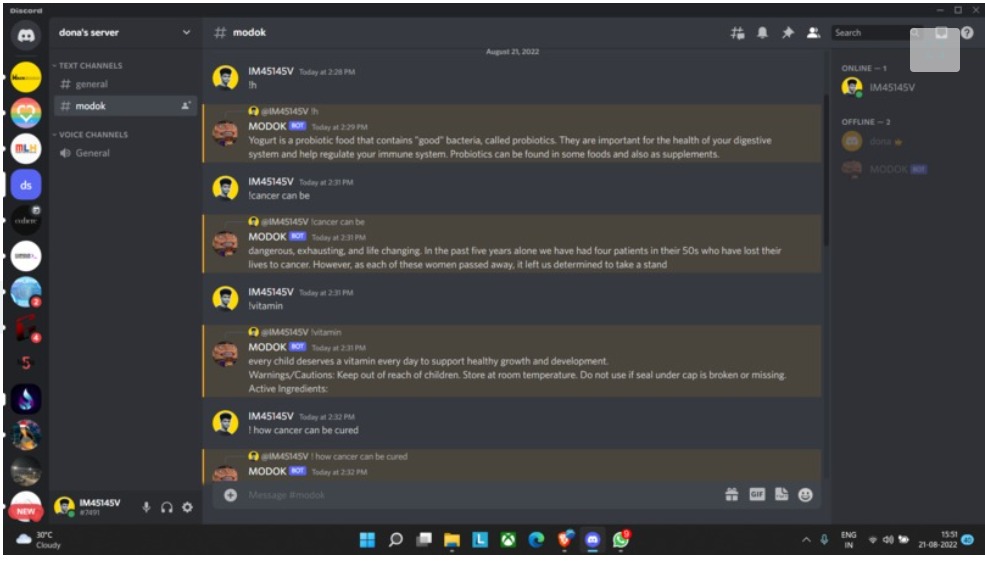 Discord
dona's server
# modok
Search
August 21, 2022
TEXT CHANNELS
# general
# modok
VOICE CHANNELS
General
IM45145V Today at 2:28 PM
!h
@IM45145V !h
MODOK BOT Today at 2:29 PM
Yogurt is a probiotic food that contains "good" bacteria, called probiotics. They are important for the health of your digestive
system and help regulate your immune system. Probiotics can be found in some foods and also as supplements.
IM45145V Today at 2:31 PM
!cancer can be
@IM45145V !cancer can be
MODOK BOT Today at 2:31 PM
dangerous, exhausting, and life changing. In the past five years alone we have had four patients in their 50s who have lost their
lives to cancer. However, as each of these women passed away, it left us determined to take a stand
IM45145V Today at 2:31 PM
!vitamin
@IM45145V !vitamin
MODOK BOT Today at 2:31 PM
every child deserves a vitamin every day to support healthy growth and development.
Warnings/Cautions: Keep out of reach of children. Store at room temperature. Do not use if seal under cap is broken or missing.
Active Ingredients:
IM45145V Today at 2:32 PM
! how cancer can be cured
@IM45145V ! how cancer can be cured
MODOK BOT Today at 2:32 PM
Message #modok
GIF
ONLINE — 1
IM45145V
OFFLINE — 2
dona
MODOK BOT
MLH
ds
cohere
2
4
5
NEW
IM45145V
#7491
30°C
Cloudy
L
ENG
IN
15:51
21-08-2022